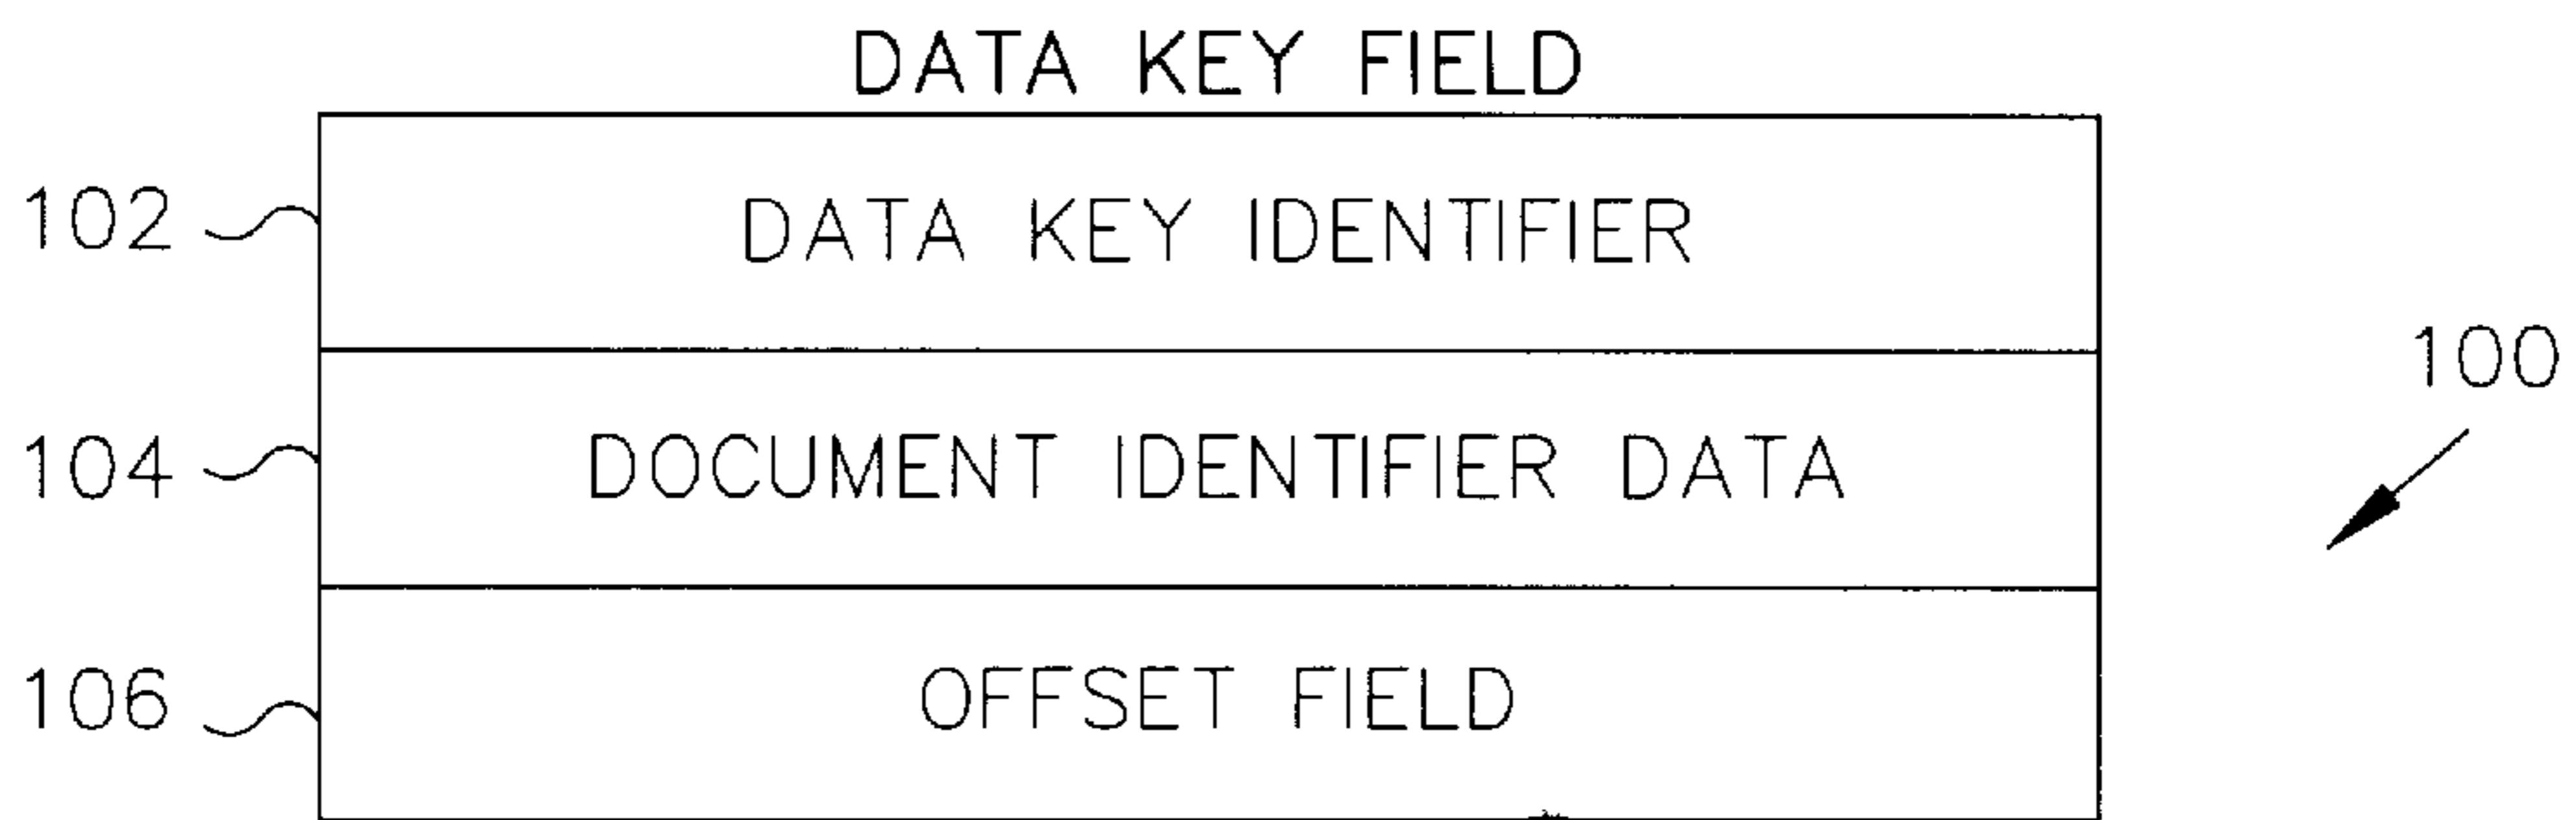 DATA KEY FIELD
102 DATA KEY IDENTIFIER
100
104 DOCUMENT IDENTIFIER DATA
106 OFFSET FIELD